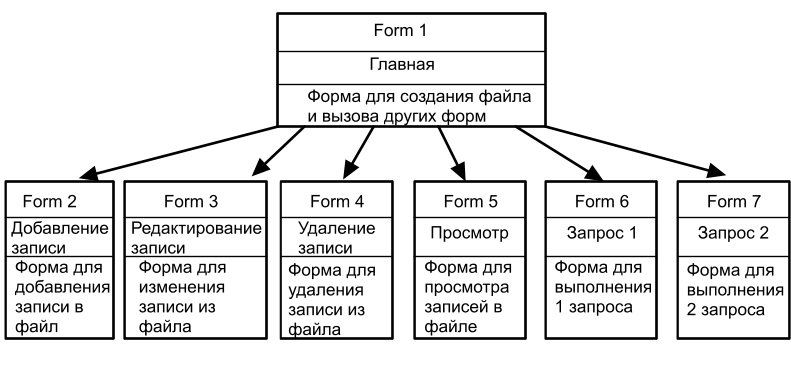 Form 1
Главная
Форма для создания файла
и вызова других форм
Form 2
Добавление
записи
Форма для
добавления
записи в
файл
Form 3
Редактирование
записи
Форма для
изменения
записи из
файла
Form 4
Удаление
записи
Форма для
удаления
записи из
файла
Form 5
Просмотр
Форма для
просмотра
записей в
файле
Form 6
Запрос 1
Форма для
выполнения
1 запроса
Form 7
Запрос 2
Форма для
выполнения
2 запроса